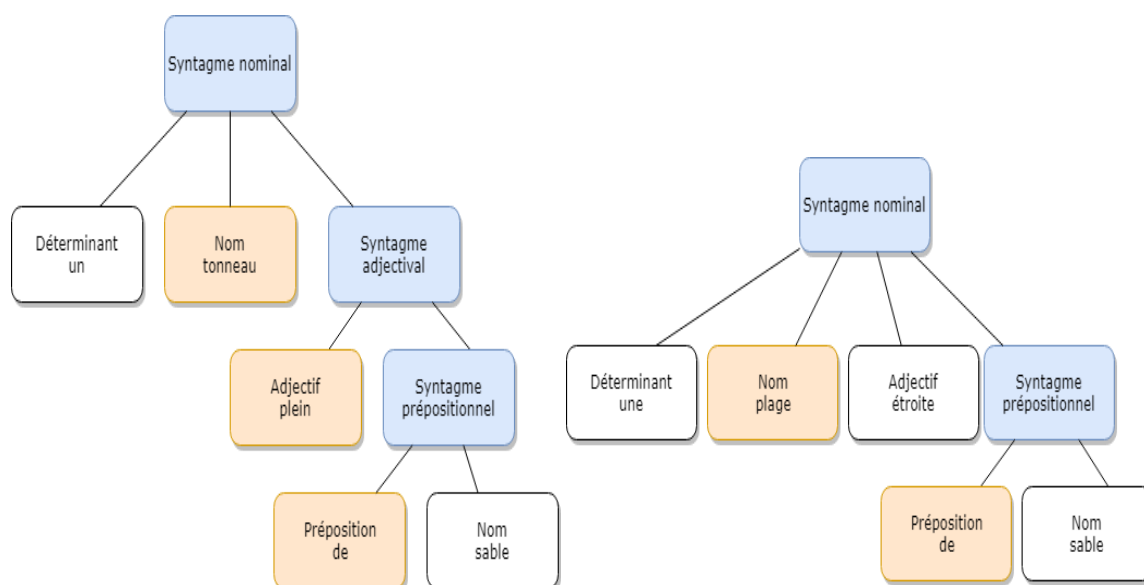 Syntagme nominal
Déterminant
un
Nom
tonneau
Syntagme
adjectival
Adjectif
plein
Syntagme
prépositionnel
Préposition
de
Nom
sable
Syntagme nominal
Déterminant
une
Nom
plage
Adjectif
étroite
Syntagme
prépositionnel
Préposition
de
Nom
sable